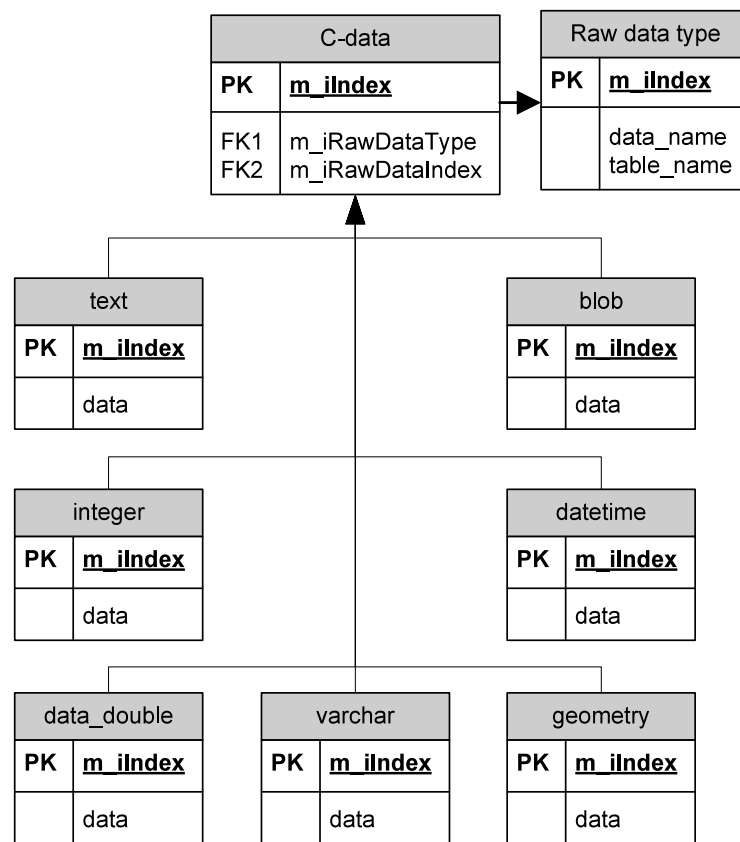 C-data
PK m_iIndex
FK1 m_iRawDataType
FK2 m_iRawDataIndex
Raw data type
PK m_iIndex
data_name
table_name
text
PK m_iIndex
data
blob
PK m_iIndex
data
integer
PK m_iIndex
data
datetime
PK m_iIndex
data
data_double
PK m_iIndex
data
varchar
PK m_iIndex
data
geometry
PK m_iIndex
data